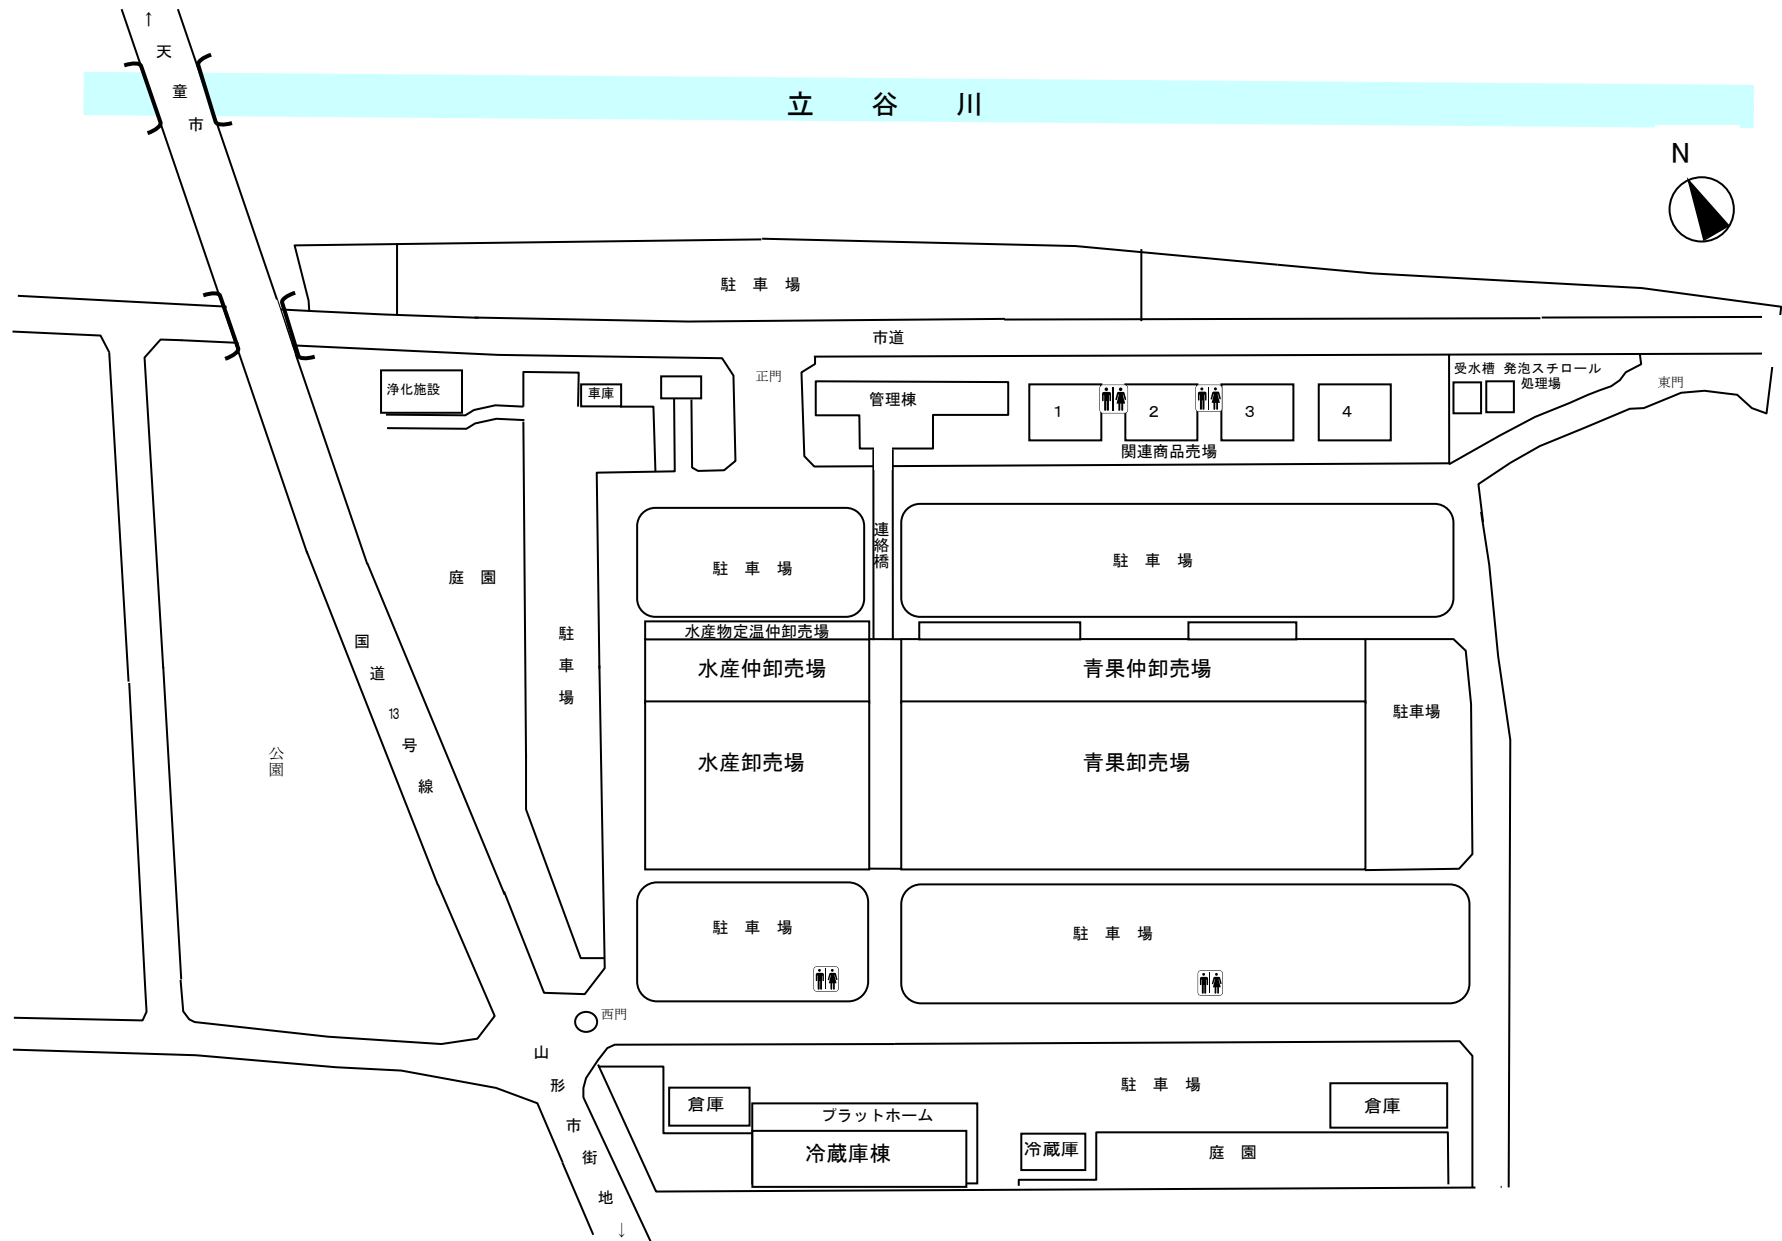 ↑
天童市
立谷川
N
駐車場
市道
正門
浄化施設
車庫
管理棟
1
2
3
4
関連商品売場
受水槽
発泏スチロール
処理場
東門
連絡橋
駐車場
駐車場
庭園
駐車場
水産物定温仲卸売場
水産仲卸売場
青果仲卸売場
駐車場
水産卸売場
青果卸売場
国道13号線
公園
駐車場
駐車場
西門
山形市街地
↓
駐車場
倉庫
プラットホーム
冷蔵庫棟
冷蔵庫
庭園
倉庫